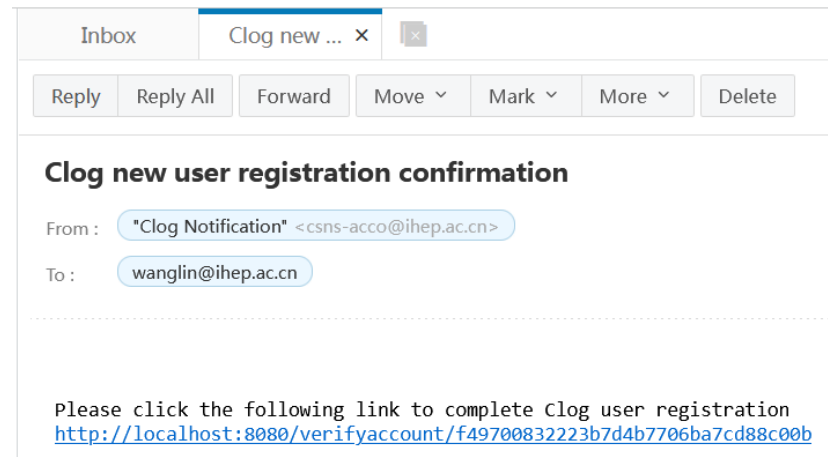 Inbox Clog new ...
Reply Reply All Forward Move Mark More Delete
Clog new user registration confirmation
From : "Clog Notification" <csns-acco@ihep.ac.cn>
To : wanglin@ihep.ac.cn
Please click the following link to complete Clog user registration
http://localhost:8080/verifyaccount/f49700832223b7d4b7706ba7cd88c00b